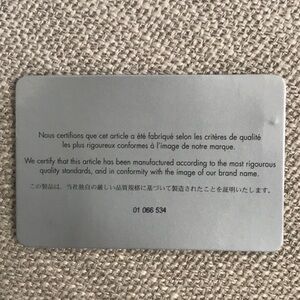 Nous certifions que cet article a été fabriqué selon les critères de qualité
les plus rigoureux conformes à l'image de notre marque.
We certify that this article has been manufactured according to the most rigourous
quality standards, and in conformity with the image of our brand name.
この製品は、当社独自の厳しい品質規格に基づいて製造されたことを証明いたします。
01 066 534